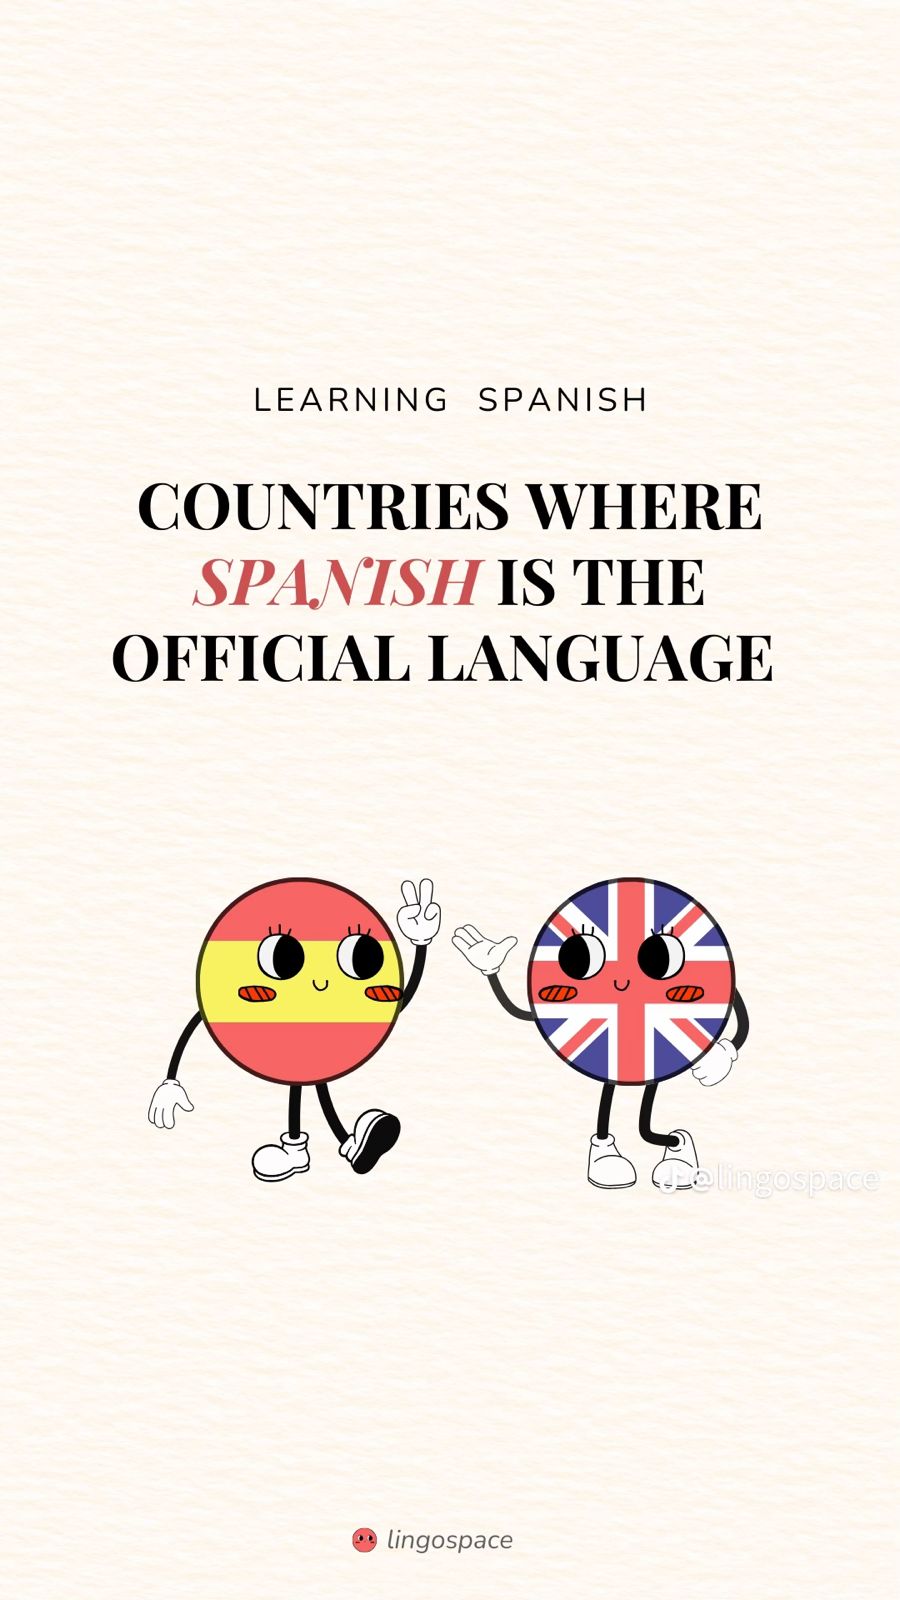 LEARNING SPANISH
COUNTRIES WHERE
SPANISH IS THE
OFFICIAL LANGUAGE
@lingospace
lingospace